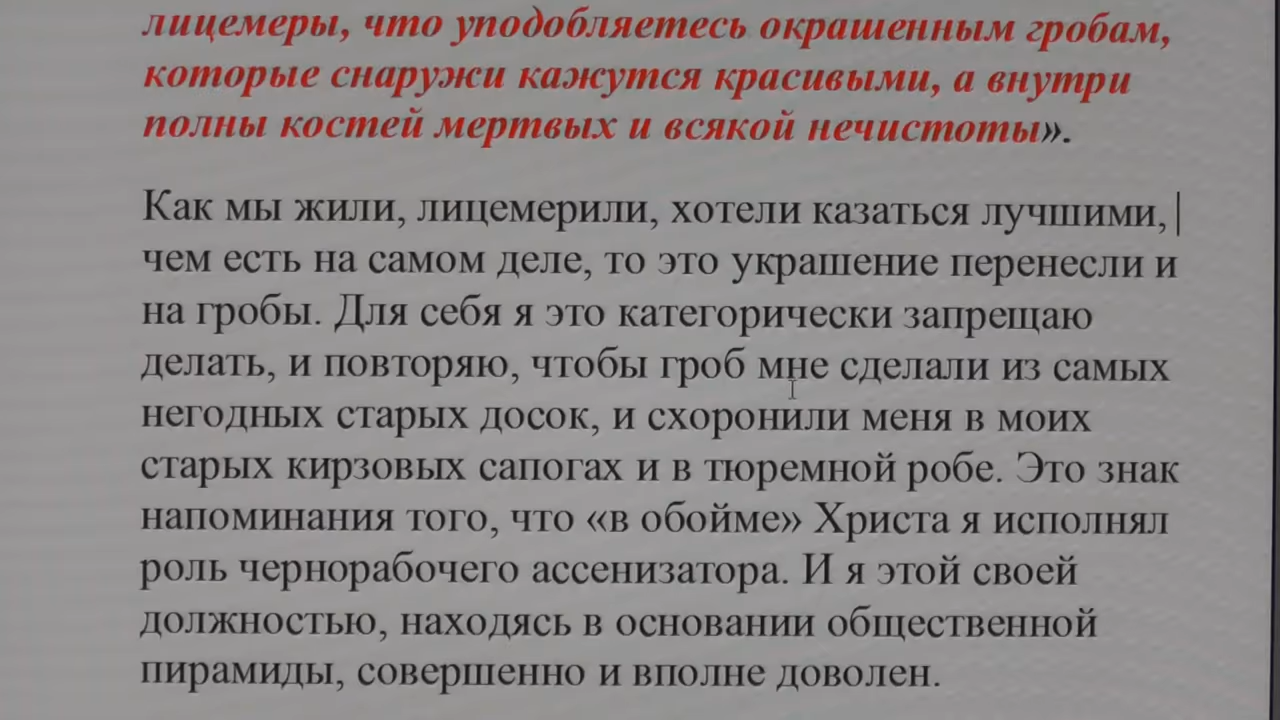 лицемеры, что уподобляетесь окрашенным гробам,
которые снаружи кажутся красивыми, а внутри
полны костей мертвых и всякой нечистоты».
Как мы жили, лицемерили, хотели казаться лучшими,
чем есть на самом деле, то это украшение перенесли и
на гробы. Для себя я это категорически запрещаю
делать, и повторяю, чтобы гроб мне сделали из самых
негодных старых досок, и схоронили меня в моих
старых кирзовых сапогах и в тюремной робе. Это знак
напоминания того, что «в обойме» Христа я исполнял
роль чернорабочего ассенизатора. И я этой своей
должностью, находясь в основании общественной
пирамиды, совершенно и вполне доволен.